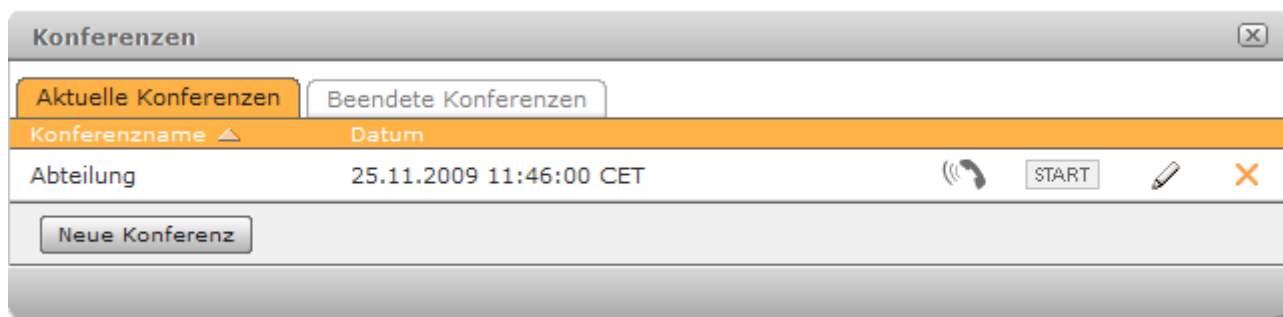 Konferenzen
Aktuelle Konferenzen Beendete Konferenzen
Konferenzname Datum
Abteilung 25.11.2009 11:46:00 CET START
Neue Konferenz